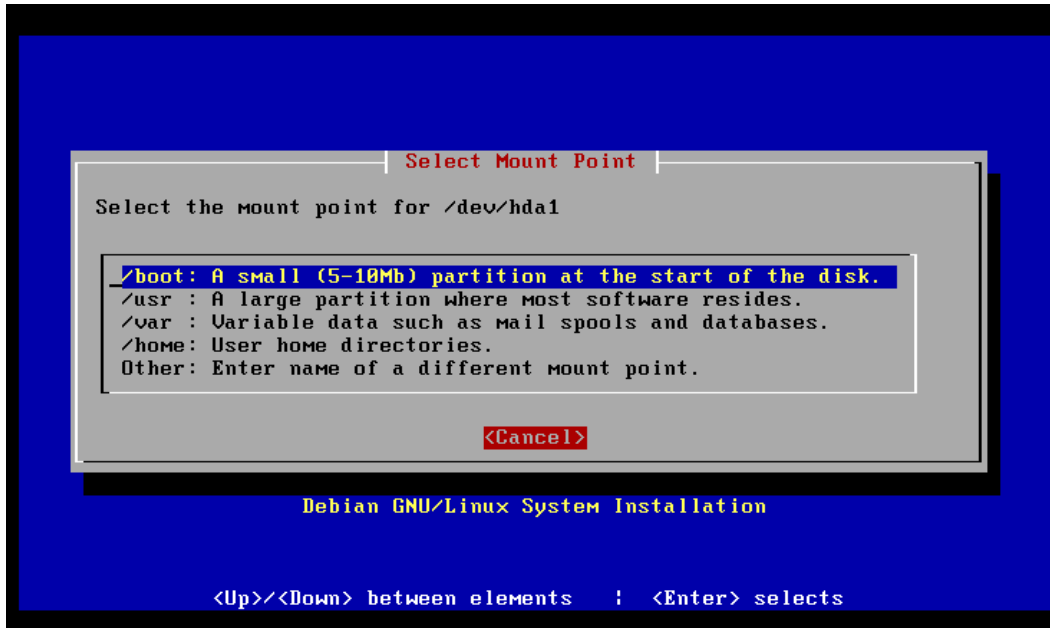 Select Mount Point
Select the mount point for /dev/hda1
/boot: A small (5-10Mb) partition at the start of the disk.
/usr : A large partition where most software resides.
/var : Variable data such as mail spools and databases.
/home: User home directories.
Other: Enter name of a different mount point.
<Cancel>
Debian GNU/Linux System Installation
<Up>/<Down> between elements ¦ <Enter> selects